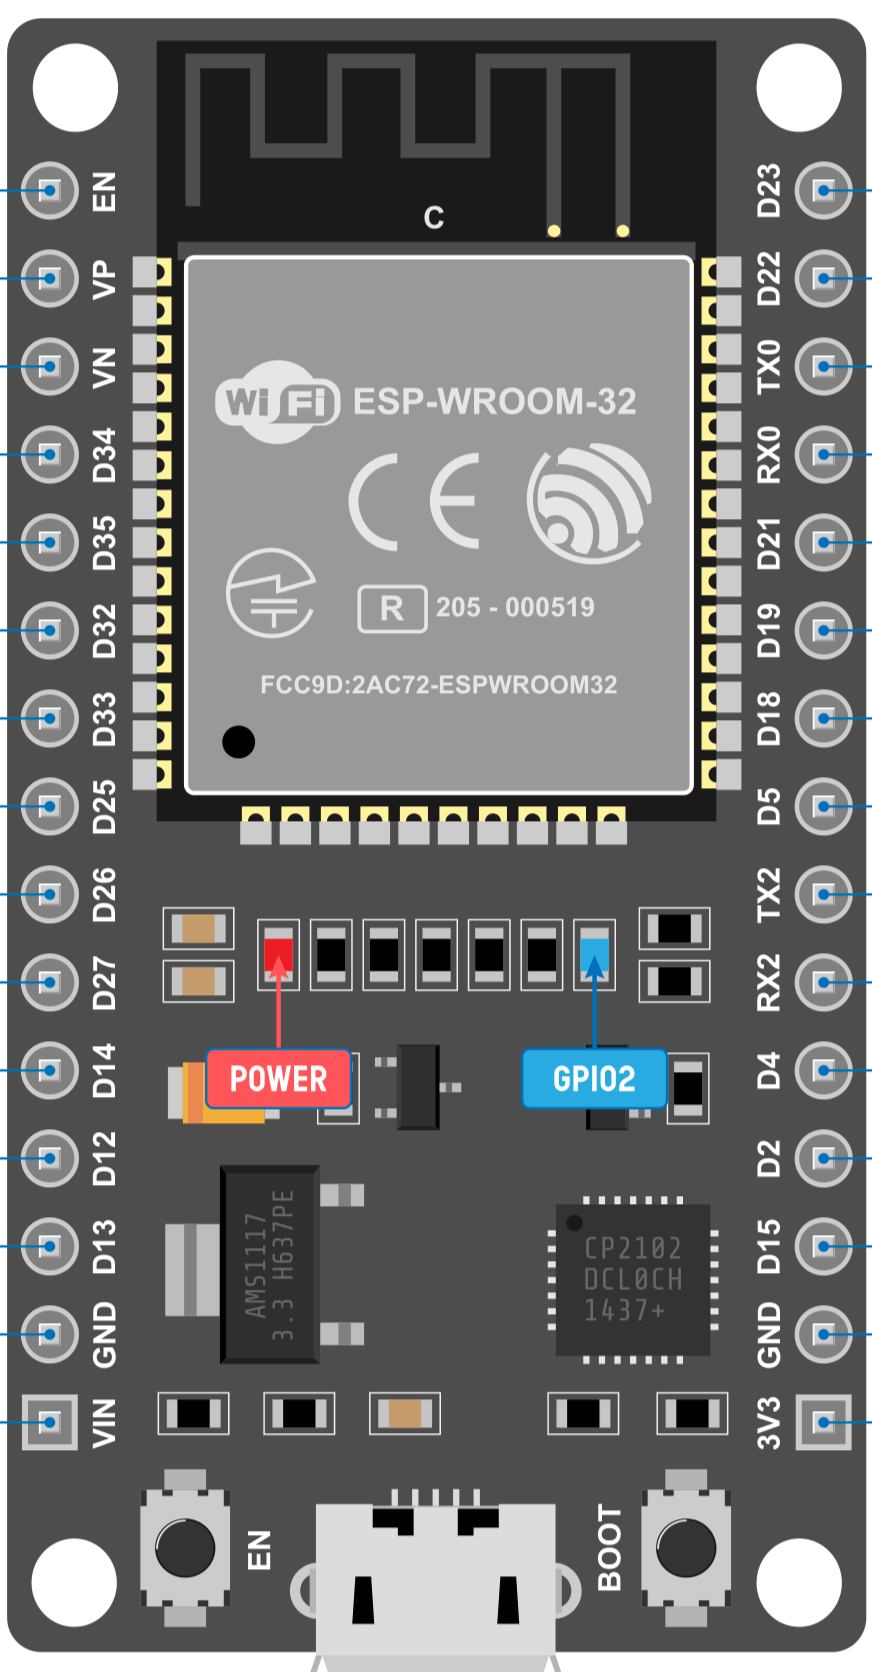 C
EN
VP
VN
D34
D35
D32
D33
D25
D26
D27
D14
D12
D13
GND
VIN
D23
D22
TX0
RX0
D21
D19
D18
D5
TX2
RX2
D4
D2
D15
GND
3V3
WiFi ESP-WROOM-32
CE
R 205 - 000519
FCC9D:2AC72-ESPWROOM32
POWER
GPIO2
AMS1117
3.3 H637PE
CP2102
DCL0CH
1437+
EN
BOOT